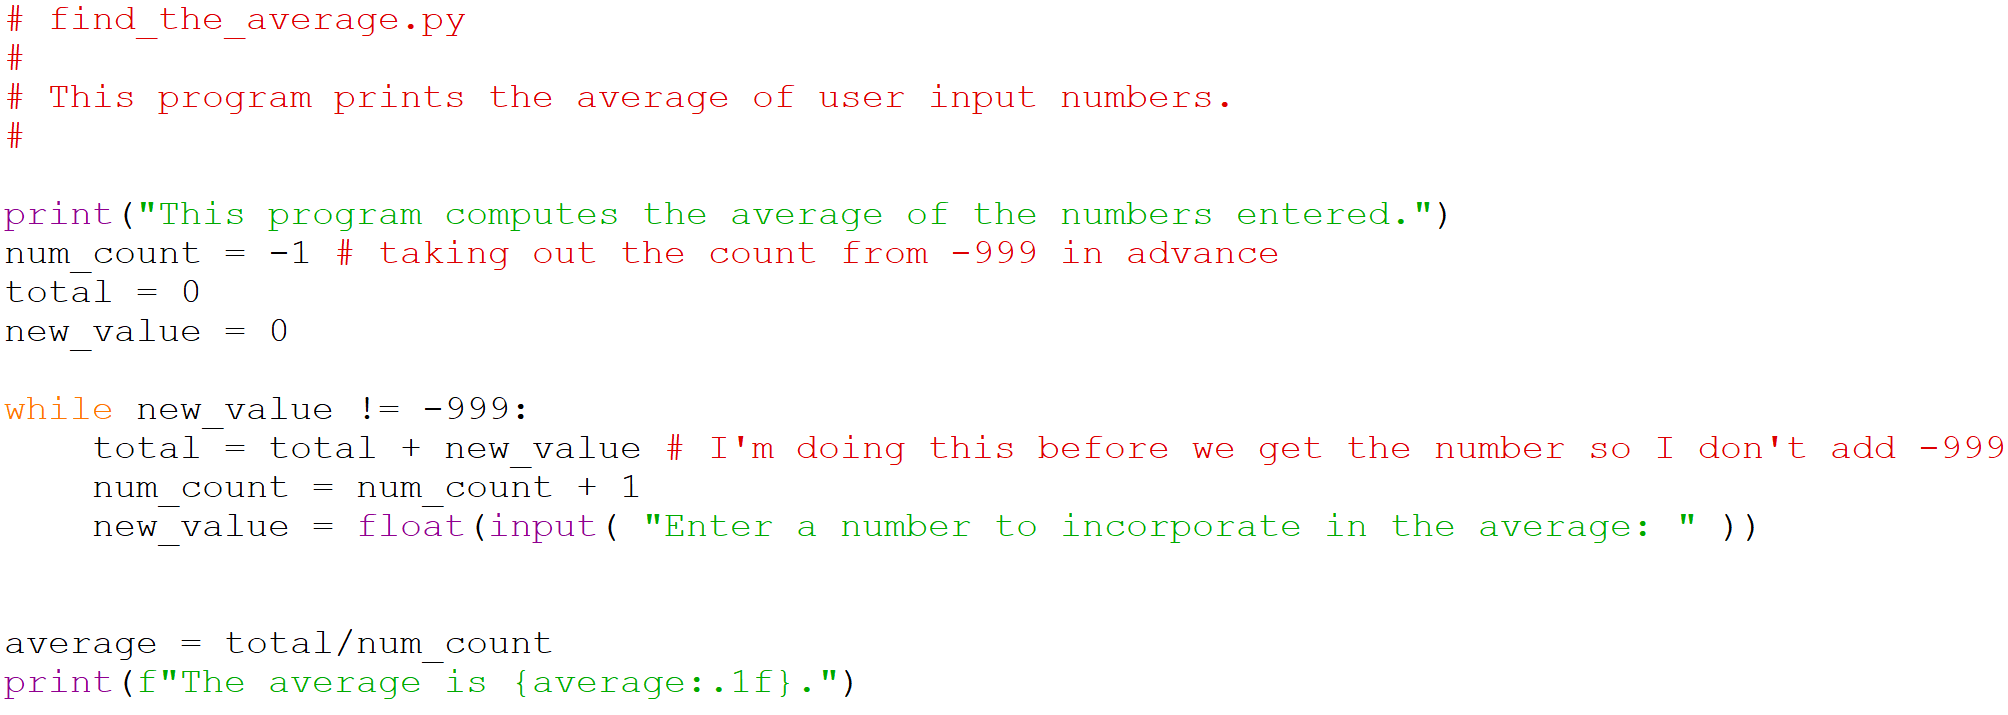 # find_the_average.py
#
# This program prints the average of user input numbers.
#
print("This program computes the average of the numbers entered.")
num_count = -1 # taking out the count from -999 in advance
total = 0
new_value = 0
while new_value != -999:
    total = total + new_value # I'm doing this before we get the number so I don't add -999
    num_count = num_count + 1
    new_value = float(input( "Enter a number to incorporate in the average: " ))
average = total/num_count
print(f"The average is {average:.1f}.")